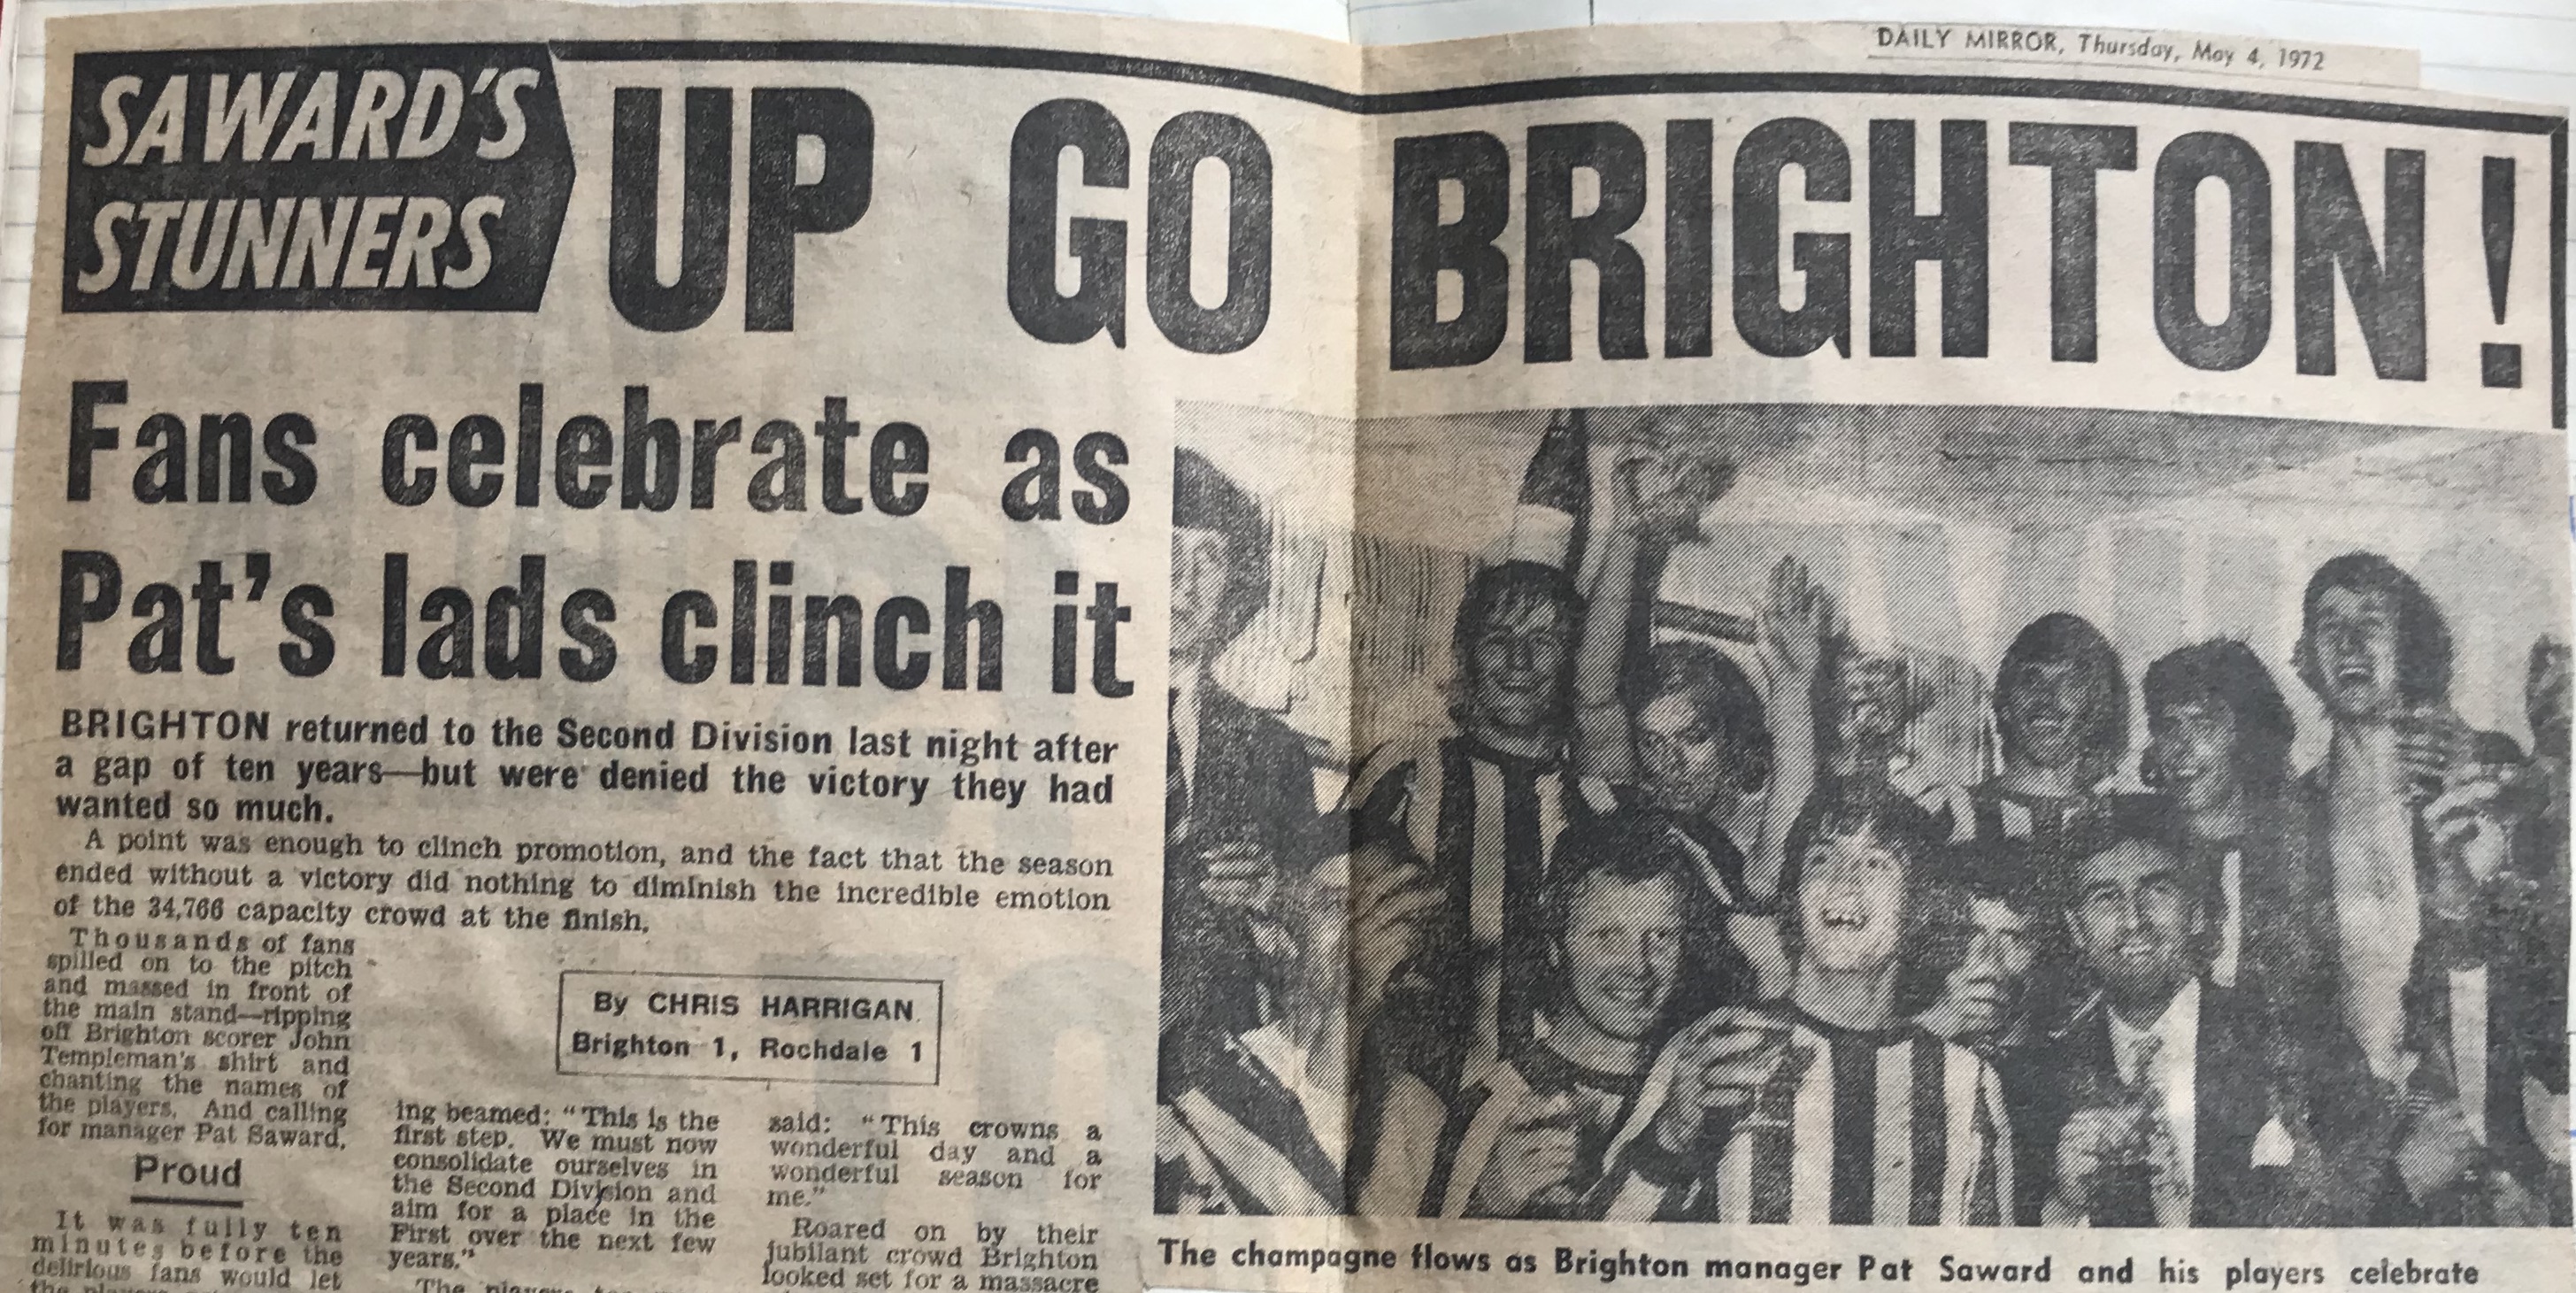 DAILY MIRROR, Thursday, May 4, 1972
SAWARD'S
STUNNERS
UP GO BRIGHTON!
Fans celebrate as
Pat's lads clinch it
BRIGHTON returned to the Second Division last night after
a gap of ten years—but were denied the victory they had
wanted so much.
A point was enough to clinch promotion, and the fact that the season
ended without a victory did nothing to diminish the incredible emotion
of the 34,766 capacity crowd at the finish.
Thousands of fans
spilled on to the pitch
and massed in front of
the main stand—ripping
off Brighton scorer John
Templeman's shirt and
chanting the names of
the players. And calling
for manager Pat Saward.
Proud
It was fully ten
minutes before the
delirious fans would let
the players
By CHRIS HARRIGAN
Brighton 1, Rochdale 1
ing beamed: "This is the
first step. We must now
consolidate ourselves in
the Second Division and
aim for a place in the
First over the next few
years."
The players
said: "This crowns a
wonderful day and a
wonderful season for
me."
Roared on by their
jubilant crowd Brighton
looked set for a massacre
The champagne flows as Brighton manager Pat Saward and his players celebrate